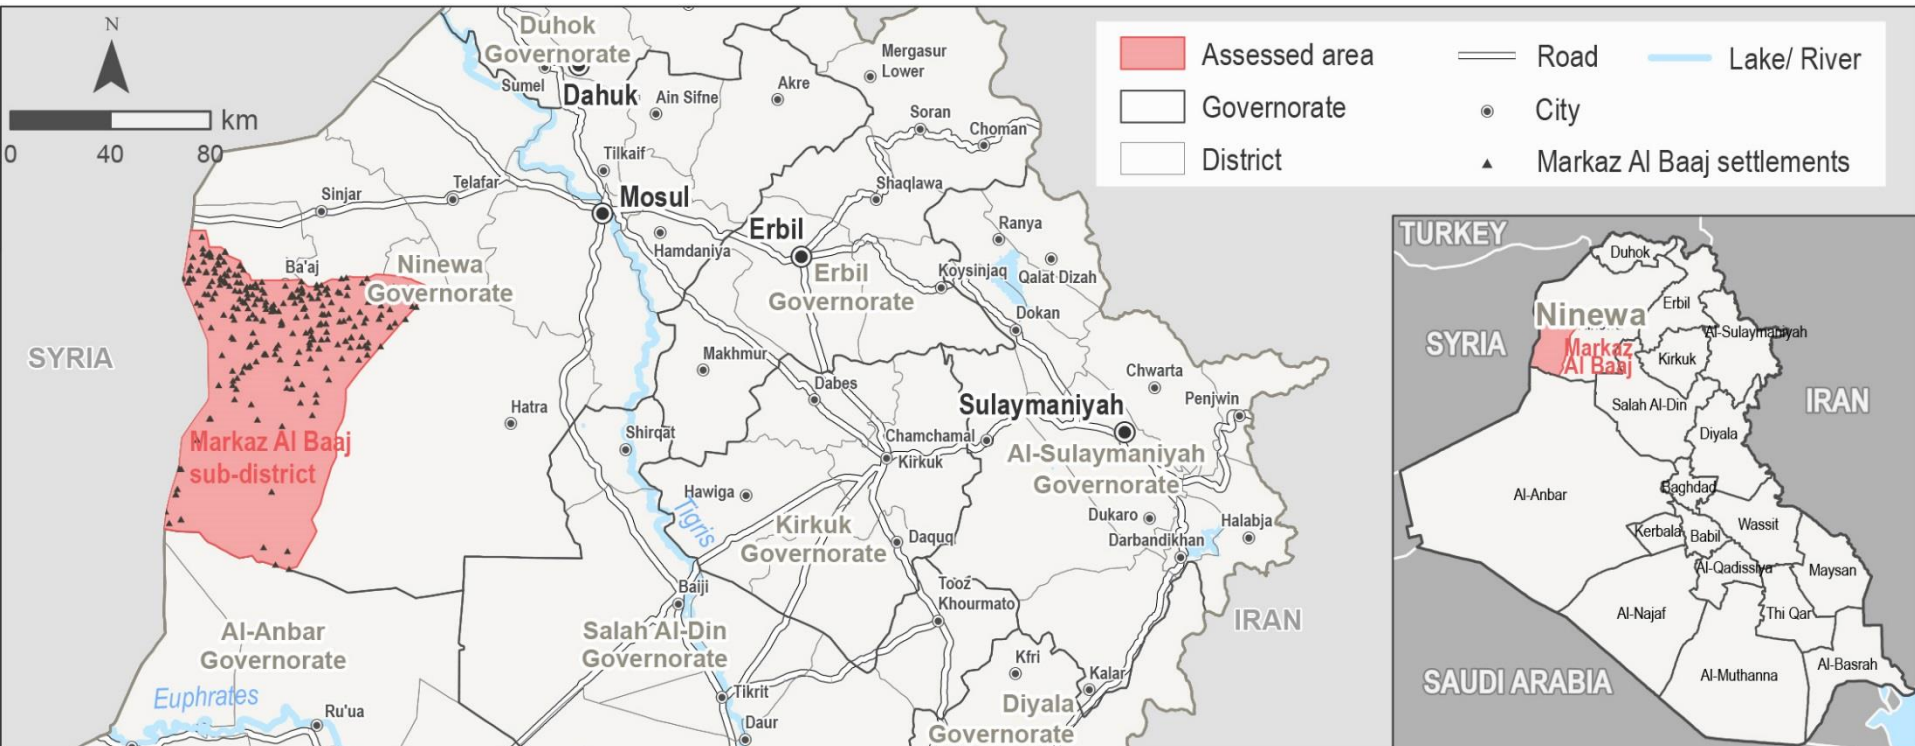 N
km
0 40 80
Assessed area
Governorate
District
Road
City
Markaz Al Baaj settlements
Lake/ River
Duhok
Governorate
Sumel
Dahuk
Ain Sifne
Akre
Mergasur
Lower
Soran
Choman
Tilkaif
Telafar
Sinjar
Mosul
Shaqlawa
Erbil
Hamdaniya
Ranya
Ba'aj
Ninewa
Governorate
Erbil
Governorate
Koysinjaq
Qalat Dizah
Dokan
SYRIA
Makhmur
Dabes
Chwarta
Penjwin
Hatra
Sulaymaniyah
Shirqat
Chamchamal
Kirkuk
Markaz Al Baaj
sub-district
Al-Sulaymaniyah
Governorate
Hawiga
Tigris
Kirkuk
Governorate
Dukaro
Halabja
Daquq
Darbandikhan
Baiji
Tooz
Khourmato
IRAN
Al-Anbar
Governorate
Salah Al-Din
Governorate
Kfri
Kalar
Euphrates
Ru'ua
Tikrit
Daur
Diyala
Governorate
TURKEY
Duhok
Ninewa
Erbil
Al-Sulaymaniyah
SYRIA
Markaz
Al Baaj
Kirkuk
IRAN
Salah Al-Din
Diyala
Al-Anbar
Baghdad
Wassit
Kerbala
Babil
Al-Qadissiya
Maysan
Al-Najaf
Thi Qar
Al-Muthanna
Al-Basrah
SAUDI ARABIA